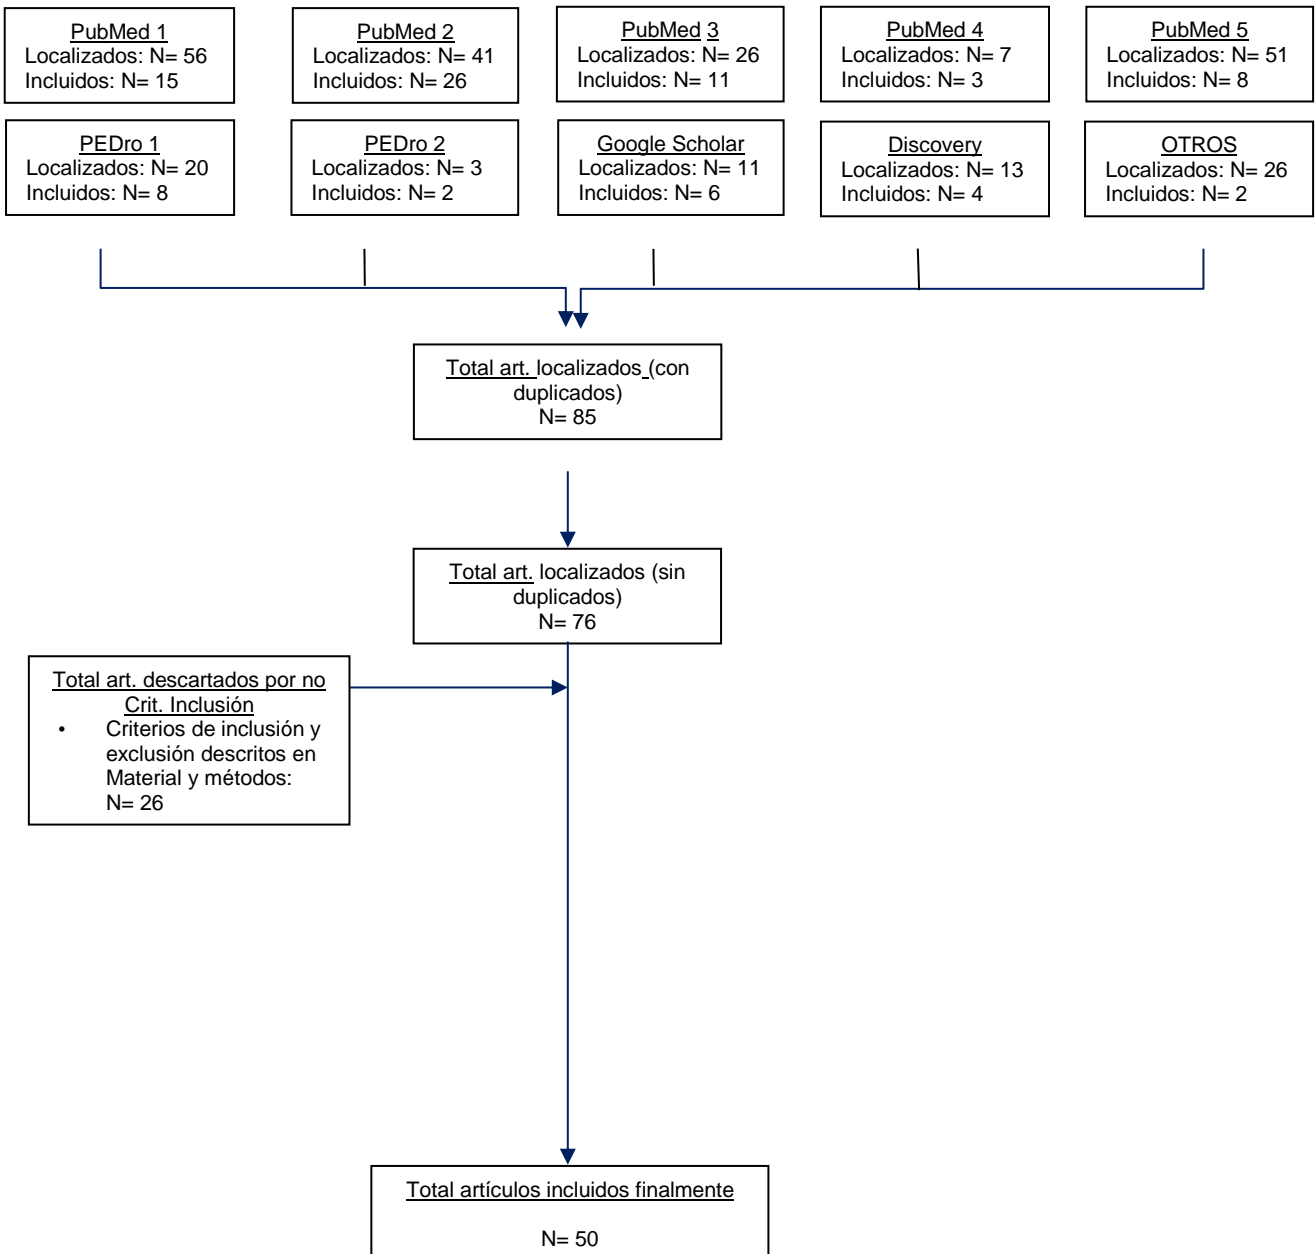 PubMed 1
Localizados: N= 56
Incluidos: N= 15
PubMed 2
Localizados: N= 41
Incluidos: N= 26
PubMed 3
Localizados: N= 26
Incluidos: N= 11
PubMed 4
Localizados: N= 7
Incluidos: N= 3
PubMed 5
Localizados: N= 51
Incluidos: N= 8
PEDro 1
Localizados: N= 20
Incluidos: N= 8
PEDro 2
Localizados: N= 3
Incluidos: N= 2
Google Scholar
Localizados: N= 11
Incluidos: N= 6
Discovery
Localizados: N= 13
Incluidos: N= 4
OTROS
Localizados: N= 26
Incluidos: N= 2
Total art. localizados (con
duplicados)
N= 85
Total art. localizados (sin
duplicados)
N= 76
Total art. descartados por no
Crit. Inclusión
• Criterios de inclusión y
exclusión descritos en
Material y métodos:
N= 26
Total artículos incluidos finalmente
N= 50